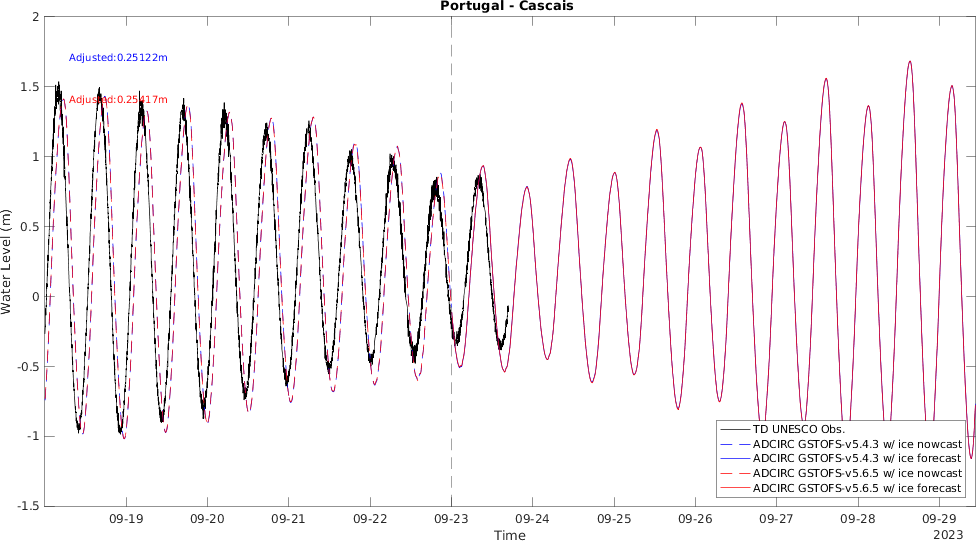 Portugal - Cascais
2
1.5
1
0.5
0
-0.5
-1
-1.5
Water Level (m)
Adjusted:0.25122m
Adjusted:0.25417m
TD UNESCO Obs.
ADCIRC GSTOFS-v5.4.3 w/ ice nowcast
ADCIRC GSTOFS-v5.4.3 w/ ice forecast
ADCIRC GSTOFS-v5.6.5 w/ ice nowcast
ADCIRC GSTOFS-v5.6.5 w/ ice forecast
09-19 09-20 09-21 09-22 09-23 09-24 09-25 09-26 09-27 09-28 09-29
2023
Time